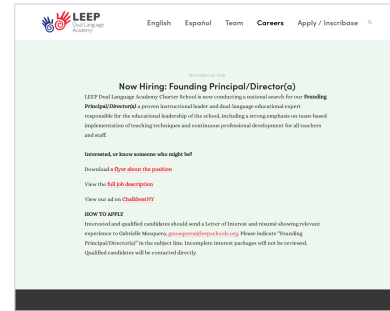 LEEP
Dual Language
Academy
English Español Team Careers Apply / Inscríbase
Now Hiring: Founding Principal/Director(a)
LEEP Dual Language Academy Charter School is now conducting a national search for our Founding
Principal/Director(a) a proven instructional leader and dual-language educational expert
responsible for the educational leadership of the school, including a strong emphasis on team-based
implementation of teaching techniques and continuous professional development for all teachers
and staff.
Interested, or know someone who might be?
Download a flyer about the position
View the full job description
View our ad on ChalkbeatNY
HOW TO APPLY
Interested and qualified candidates should send a Letter of Interest and résumé showing relevant
experience to Gabrielle Mosquera, gmosquera@leepschools.org. Please indicate "Founding
Principal/Director(a)" in the subject line. Incomplete interest packages will not be reviewed.
Qualified candidates will be contacted directly.